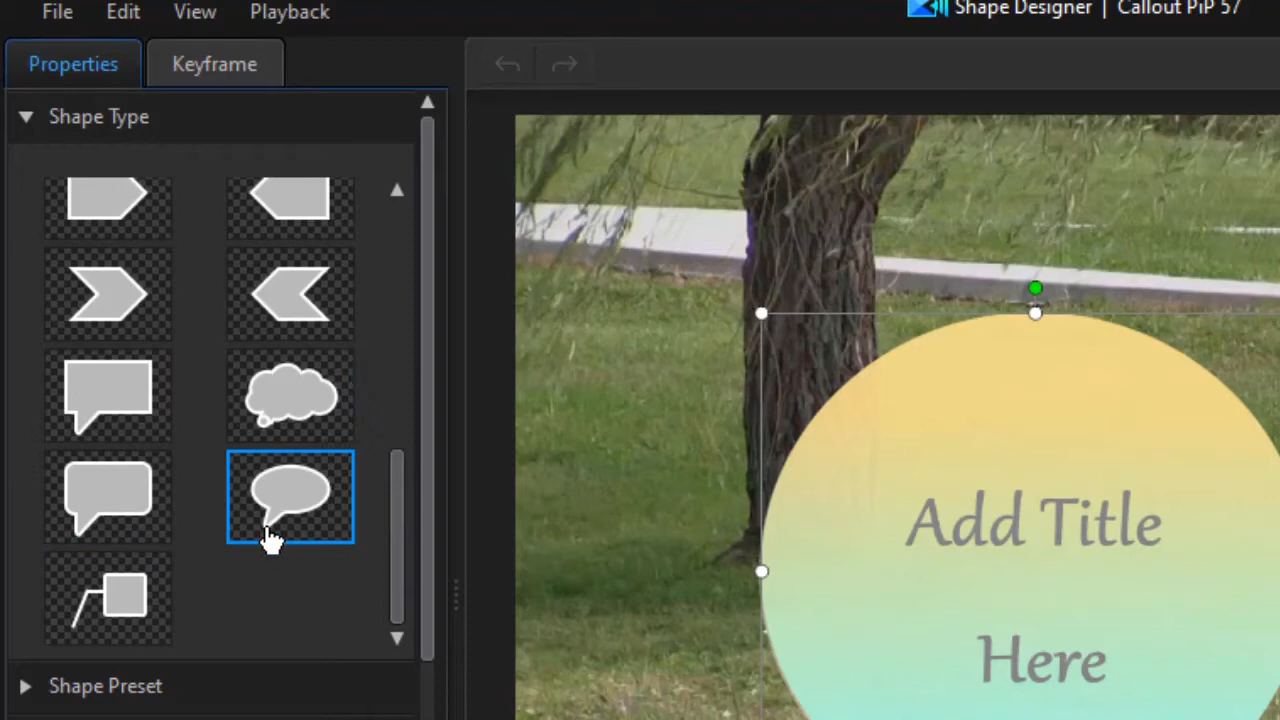 File Edit View Playback
Shape Designer | Callout PiP 57
Properties Keyframe
Shape Type
Add Title
Here
Shape Preset